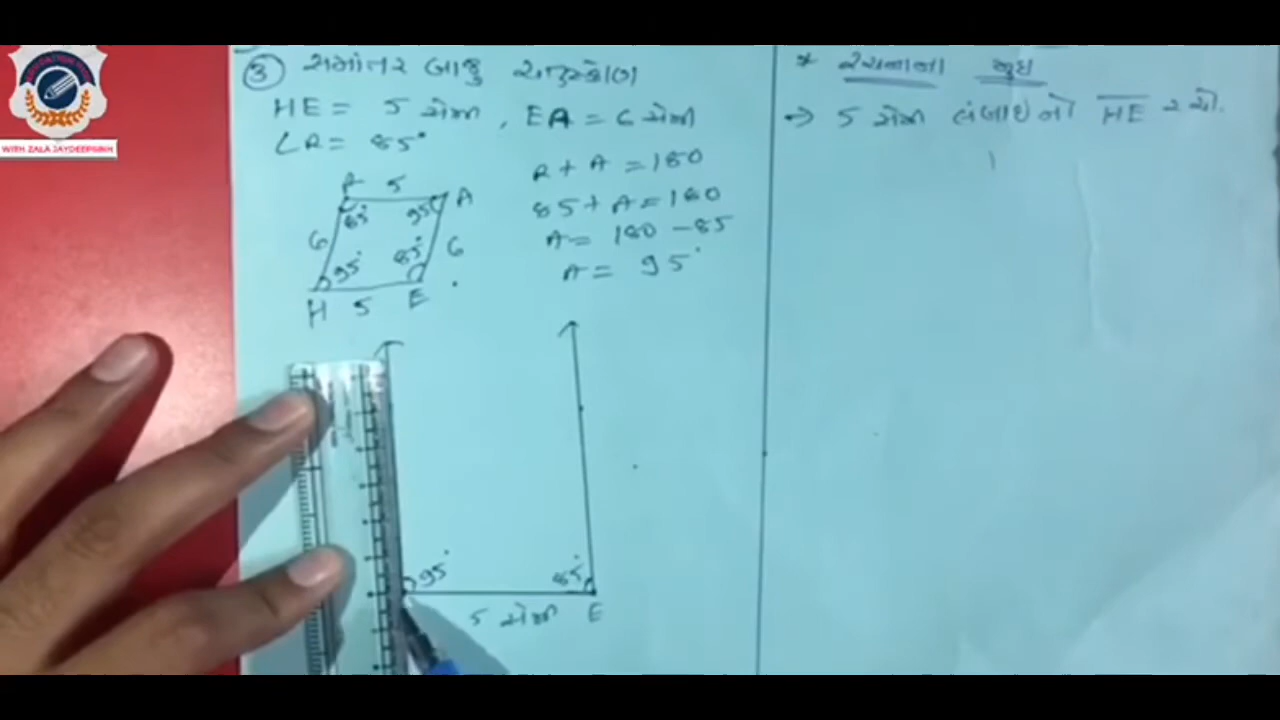 ③ સમાંતર બાજુ ચતુષ્કોણ
HE = 5 સેમી , EA = 6 સેમી
∠R = 85°
R 5 A
85° 95°
6 6
95° 85°
H 5 E
R + A = 180
85 + A = 180
A = 180 - 85
A = 95°
95° 85°
5 સેમી E
* રચનાના મુદ્દા
→ 5 સેમી લંબાઈનો HE રચો.
WITH ZALA JAYDEEPSINH